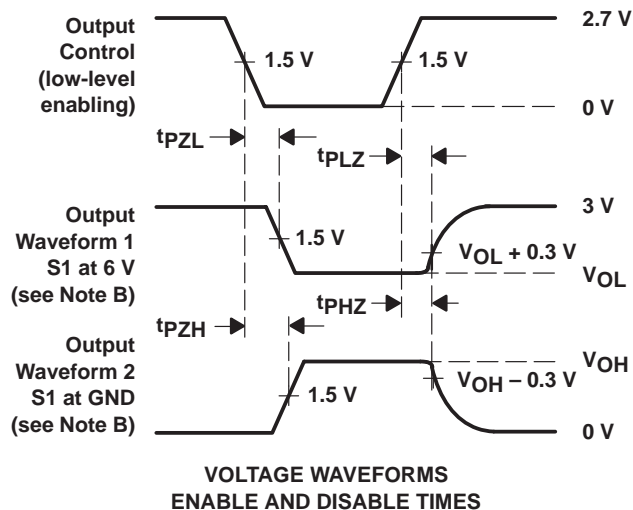 Output
Control
(low-level
enabling)
1.5 V
1.5 V
2.7 V
0 V
tPZL
tPLZ
Output
Waveform 1
S1 at 6 V
(see Note B)
1.5 V
3 V
VOL + 0.3 V
VOL
tPZH
tPHZ
Output
Waveform 2
S1 at GND
(see Note B)
1.5 V
VOH
VOH − 0.3 V
0 V
VOLTAGE WAVEFORMS
ENABLE AND DISABLE TIMES